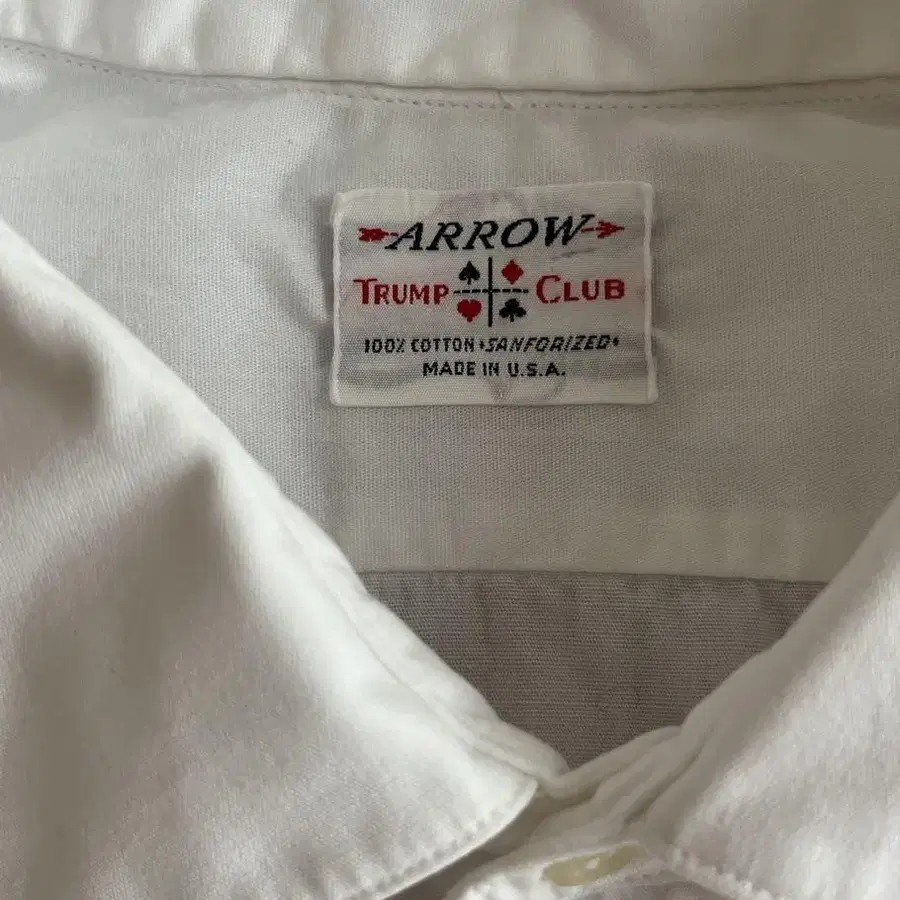 ARROW
TRUMP CLUB
100% COTTON •SANFORIZED•
MADE IN U.S.A.